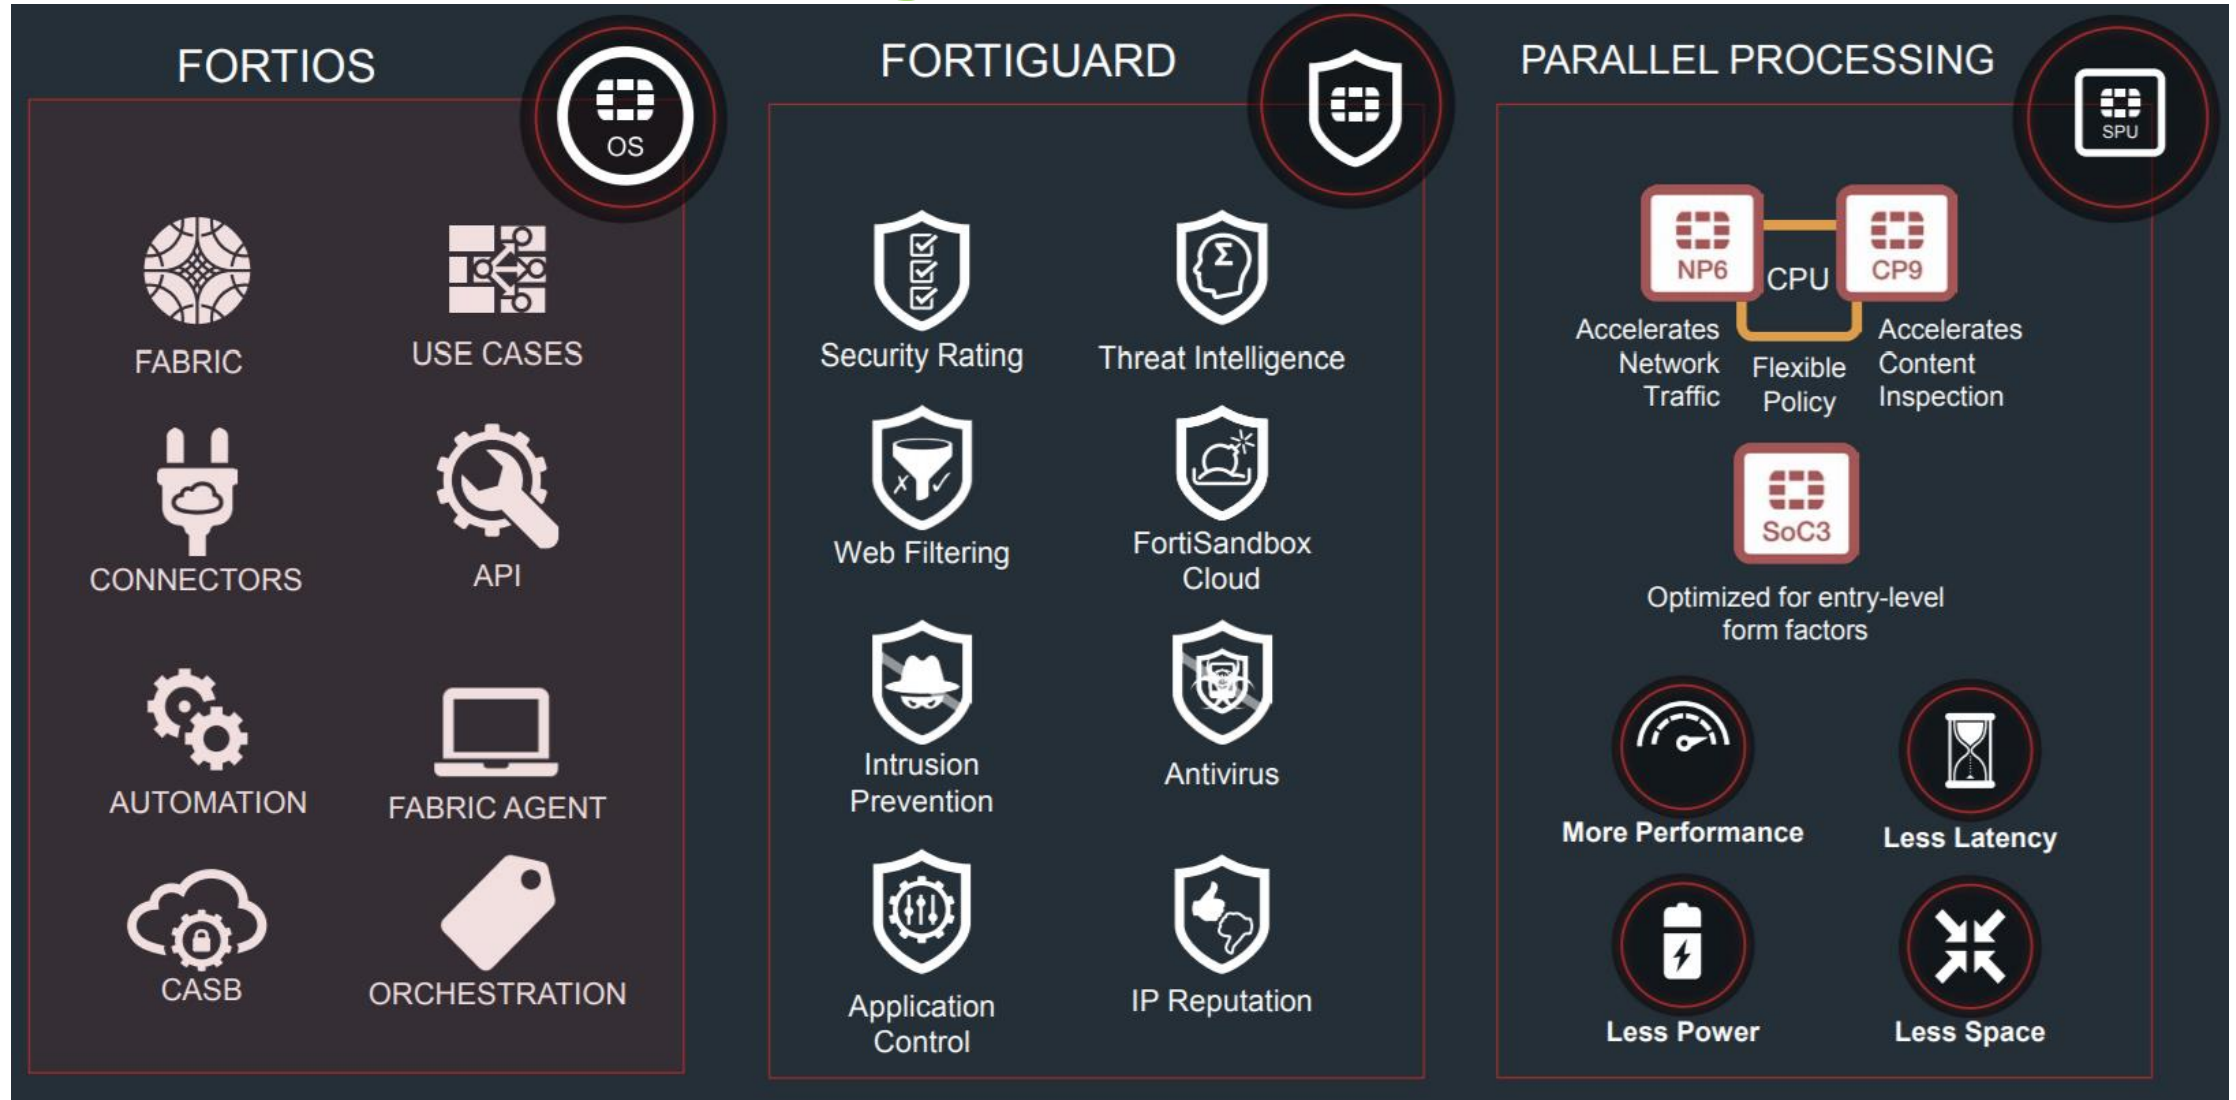 FORTIOS
OS
FABRIC
USE CASES
CONNECTORS
API
AUTOMATION
FABRIC AGENT
CASB
ORCHESTRATION
FORTIGUARD
Security Rating
Threat Intelligence
Web Filtering
FortiSandbox
Cloud
Intrusion
Prevention
Antivirus
Application
Control
IP Reputation
PARALLEL PROCESSING
SPU
NP6
CPU
CP9
Accelerates
Network
Traffic
Flexible
Policy
Accelerates
Content
Inspection
SoC3
Optimized for entry-level
form factors
More Performance
Less Latency
Less Power
Less Space